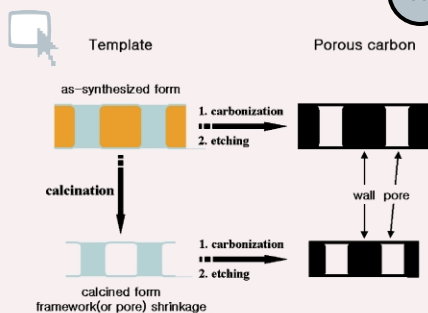 Template
Porous carbon
as-synthesized form
1. carbonization
2. etching
calcination
wall pore
1. carbonization
2. etching
calcined form
framework(or pore) shrinkage